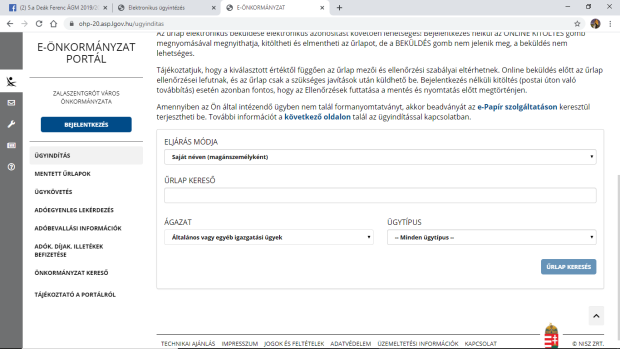 (2) 5.a Deák Ferenc ÁGM 2019/2
Elektronikus ügyintézés
E-ÖNKORMÁNYZAT
ohp-20.asp.lgov.hu/ugyinditas
E-ÖNKORMÁNYZAT
PORTÁL
ZALASZENTGRÓT VÁROS
ÖNKORMÁNYZATA
BEJELENTKEZÉS
ÜGYINDÍTÁS
MENTETT ŰRLAPOK
ÜGYKÖVETÉS
ADÓEGYENLEG LEKÉRDEZÉS
ADÓBEVALLÁSI INFORMÁCIÓK
ADÓK, DÍJAK, ILLETÉKEK
BEFIZETÉSE
ÖNKORMÁNYZAT KERESŐ
TÁJÉKOZTATÓ A PORTÁLRÓL
Az űrlap elektronikus beküldése elektronikus azonosítást követően lehetséges! Bejelentkezés nélkül az ONLINE KITÖLTÉS gomb
megnyomásával megnyithatja, kitöltheti és elmentheti az űrlapot, de a BEKÜLDÉS gomb nem jelenik meg, a beküldés nem
lehetséges.
Tájékoztatjuk, hogy a kiválasztott értéktől függően az űrlap mezői és ellenőrzési szabályai eltérhetnek. Online beküldés előtt az űrlap
ellenőrzései lefutnak, és az űrlap csak a szükséges javítások után küldhető be. Bejelentkezés nélküli kitöltés (postai úton való
továbbítás) esetén azonban fontos, hogy az Ellenőrzések futtatása a mentés és nyomtatás előtt megtörténjen.
Amennyiben az Ön által intézendő ügyben nem talál formanyomtatványt, akkor beadványát az e-Papír szolgáltatáson keresztül
terjesztheti be. További információt a következő oldalon talál az ügyindítással kapcsolatban.
ELJÁRÁS MÓDJA
Saját néven (magánszemélyként)
ŰRLAP KERESŐ
ÁGAZAT
ÜGYTÍPUS
Általános vagy egyéb igazgatási ügyek
-- Minden ügytípus --
ŰRLAP KERESÉS
TECHNIKAI AJÁNLÁS IMPRESSZUM JOGOK ÉS FELTÉTELEK ADATVÉDELEM ÜZEMELTETÉSI INFORMÁCIÓK KAPCSOLAT
© NISZ ZRT.